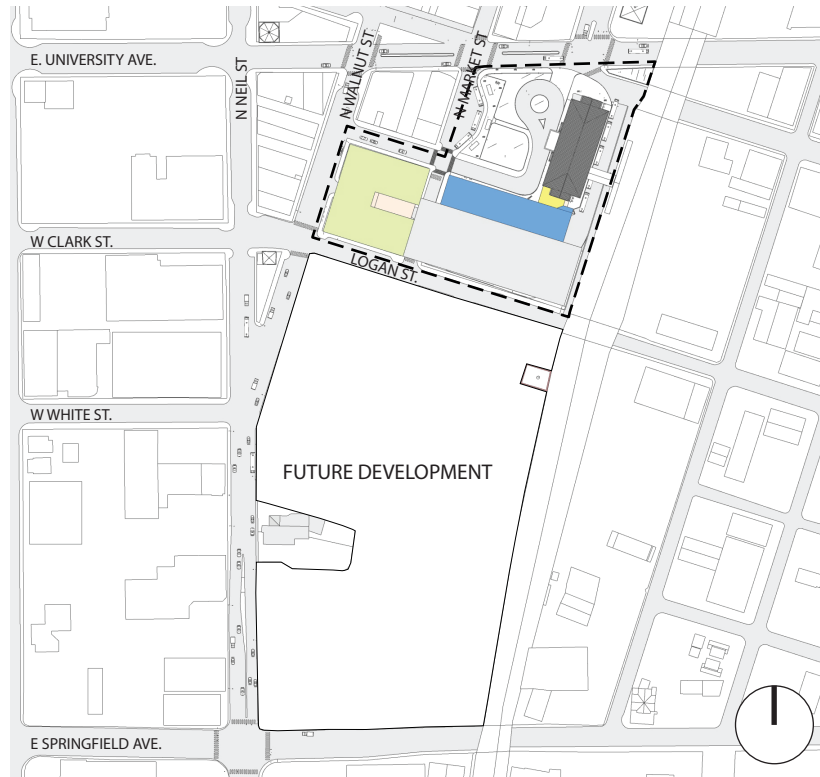 E. UNIVERSITY AVE.
N NEIL ST
N WALNUT ST
N MARKET ST
W CLARK ST.
LOGAN ST.
W WHITE ST.
FUTURE DEVELOPMENT
E SPRINGFIELD AVE.